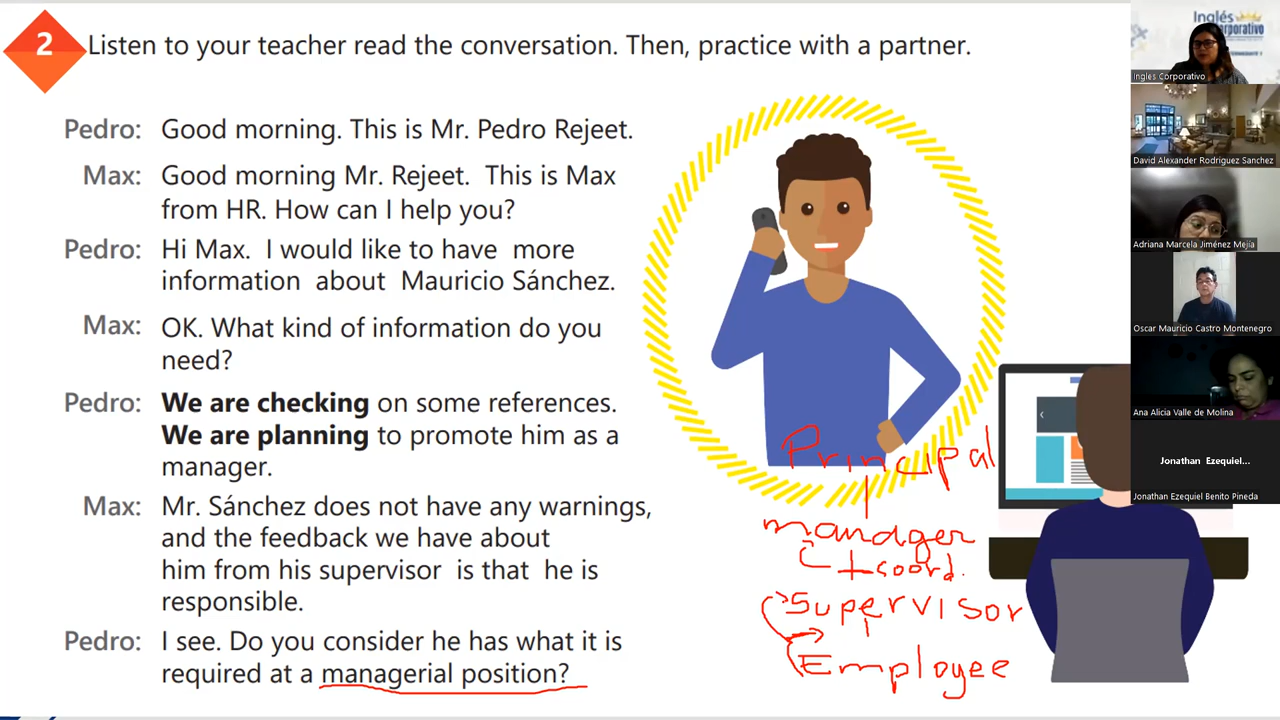 2
Listen to your teacher read the conversation. Then, practice with a partner.
Pedro: Good morning. This is Mr. Pedro Rejeet.
Max: Good morning Mr. Rejeet. This is Max
from HR. How can I help you?
Pedro: Hi Max. I would like to have more
information about Mauricio Sánchez.
Max: OK. What kind of information do you
need?
Pedro: We are checking on some references.
We are planning to promote him as a
manager.
Max: Mr. Sánchez does not have any warnings,
and the feedback we have about
him from his supervisor is that he is
responsible.
Pedro: I see. Do you consider he has what it is
required at a managerial position?
Principal
manager
coord.
Supervisor
Employee
Inglés
Corporativo
Ingles Corporativo
David Alexander Rodriguez Sanchez
Adriana Marcela Jiménez Mejía
Oscar Mauricio Castro Montenegro
Ana Alicia Valle de Molina
Jonathan Ezequiel...
Jonathan Ezequiel Benito Pineda